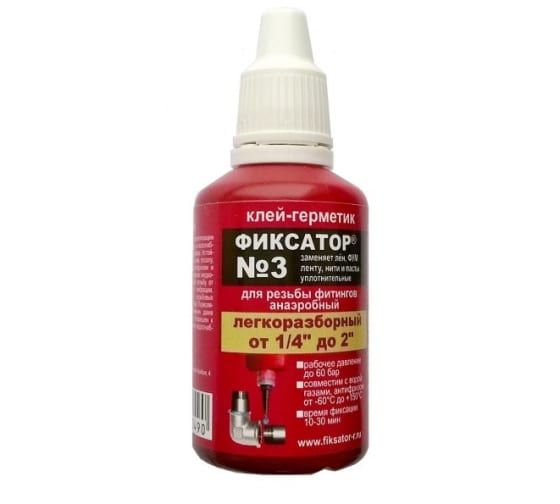 клей-герметик
ФИКСАТОР®
№3
заменяет лён, ФУМ
ленту, нити и пасты
уплотнительные
для резьбы фитингов
анаэробный
легкоразборный
от 1/4" до 2"
рабочее давление
до 60 бар
совместим с водой,
газами, антифризом
от -60°С до +150°С
время фиксации
10-30 мин
www.fiksator-r.ru
490